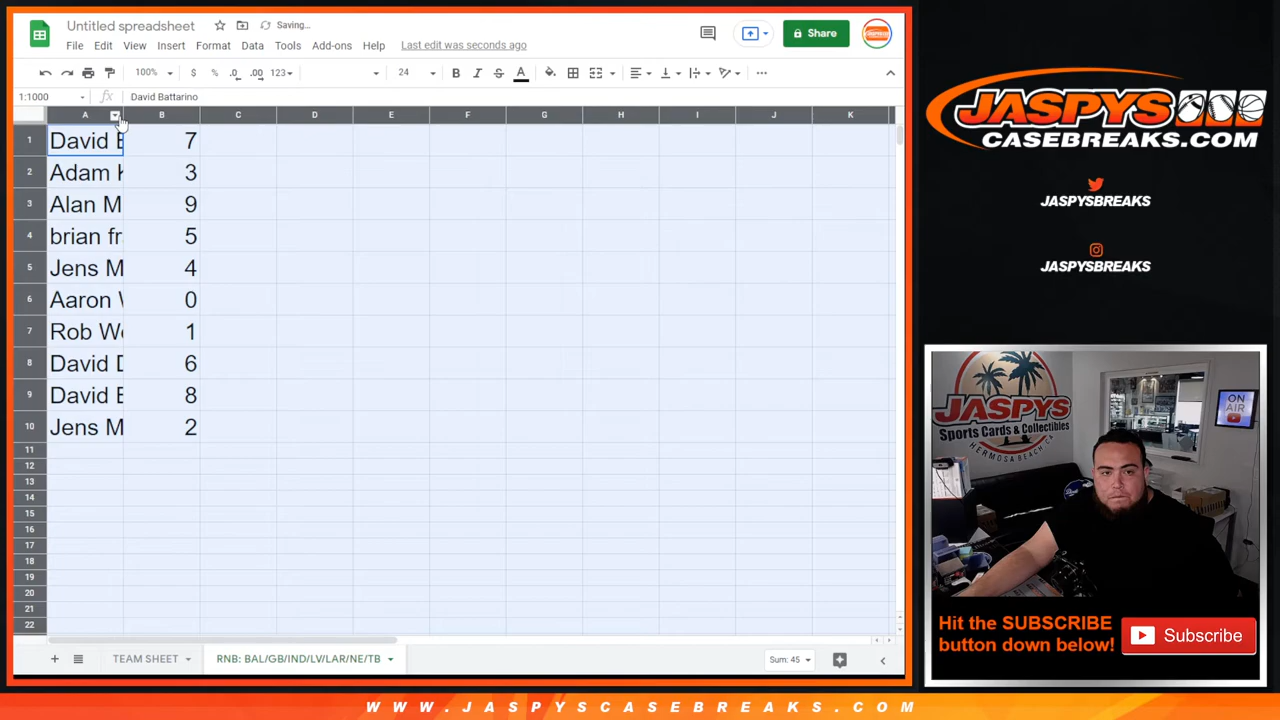 Untitled spreadsheet
Saving...
Share
File Edit View Insert Format Data Tools Add-ons Help Last edit was seconds ago
100% $ % .0 .00 123 24 B I S A
1:1000 fx David Battarino
A B C D E F G H I J K
1 David B 7
2 Adam K 3
3 Alan M 9
4 brian fr 5
5 Jens M 4
6 Aaron W 0
7 Rob We 1
8 David D 6
9 David B 8
10 Jens M 2
11
12
13
14
15
16
17
18
19
20
21
22
TEAM SHEET RNB: BAL/GB/IND/LV/LAR/NE/TB Sum: 45
JASPYS
CASEBREAKS.COM
JASPYSBREAKS
JASPYSBREAKS
JASPYS
Sports Cards & Collectibles
HERMOSA BEACH CA
ON AIR
Hit the SUBSCRIBE
button down below!
Subscribe
WWW.JASPYSCASEBREAKS.COM